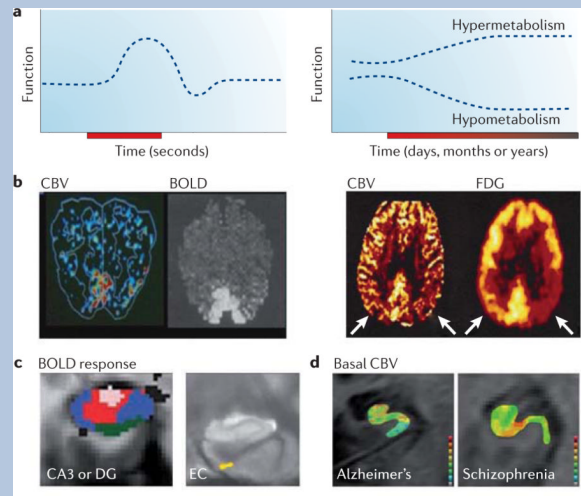 a
Function
Time (seconds)
Function
Hypermetabolism
Hypometabolism
Time (days, months or years)
b
CBV
BOLD
CBV
FDG
c BOLD response
CA3 or DG
EC
d Basal CBV
Alzheimer's
Schizophrenia